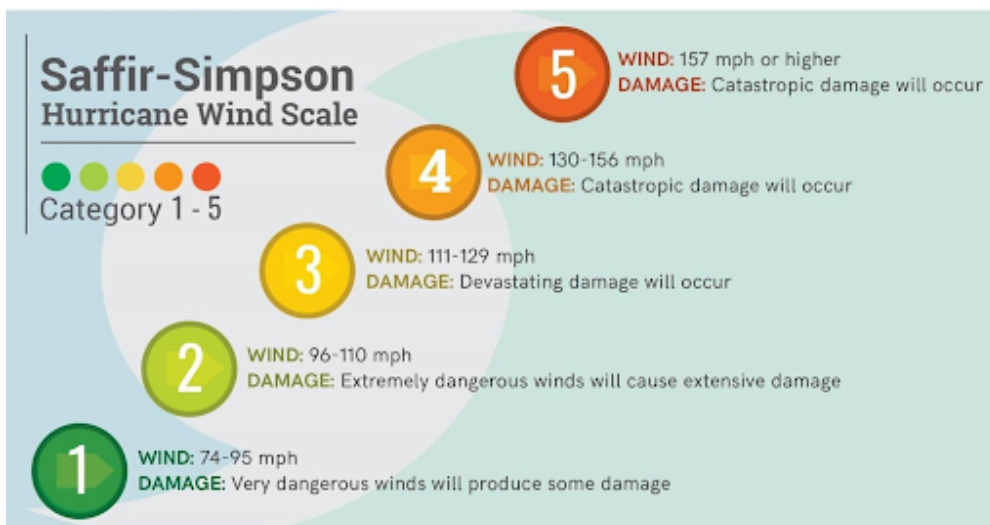 Saffir-Simpson
Hurricane Wind Scale
Category 1 - 5
5
WIND: 157 mph or higher
DAMAGE: Catastropic damage will occur
4
WIND: 130-156 mph
DAMAGE: Catastropic damage will occur
3
WIND: 111-129 mph
DAMAGE: Devastating damage will occur
2
WIND: 96-110 mph
DAMAGE: Extremely dangerous winds will cause extensive damage
1
WIND: 74-95 mph
DAMAGE: Very dangerous winds will produce some damage